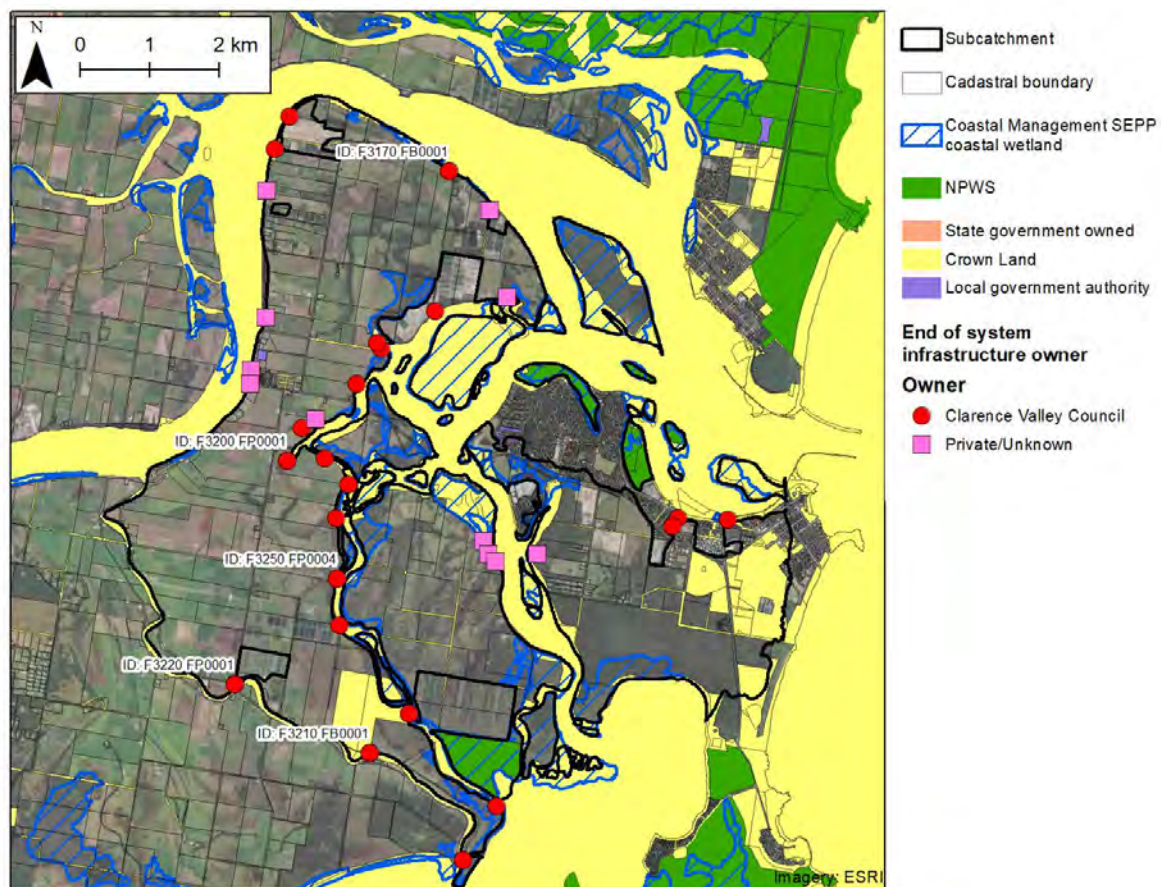 N
0 1 2 km
ID: F3170 FB0001
ID: F3200 FP0001
ID: F3250 FP0004
ID: F3220 FP0001
ID: F3210 FB0001
Imagery: ESRI
Subcatchment
Cadastral boundary
Coastal Management SEPP
coastal wetland
NPWS
State government owned
Crown Land
Local government authority
End of system
infrastructure owner
Owner
Clarence Valley Council
Private/Unknown